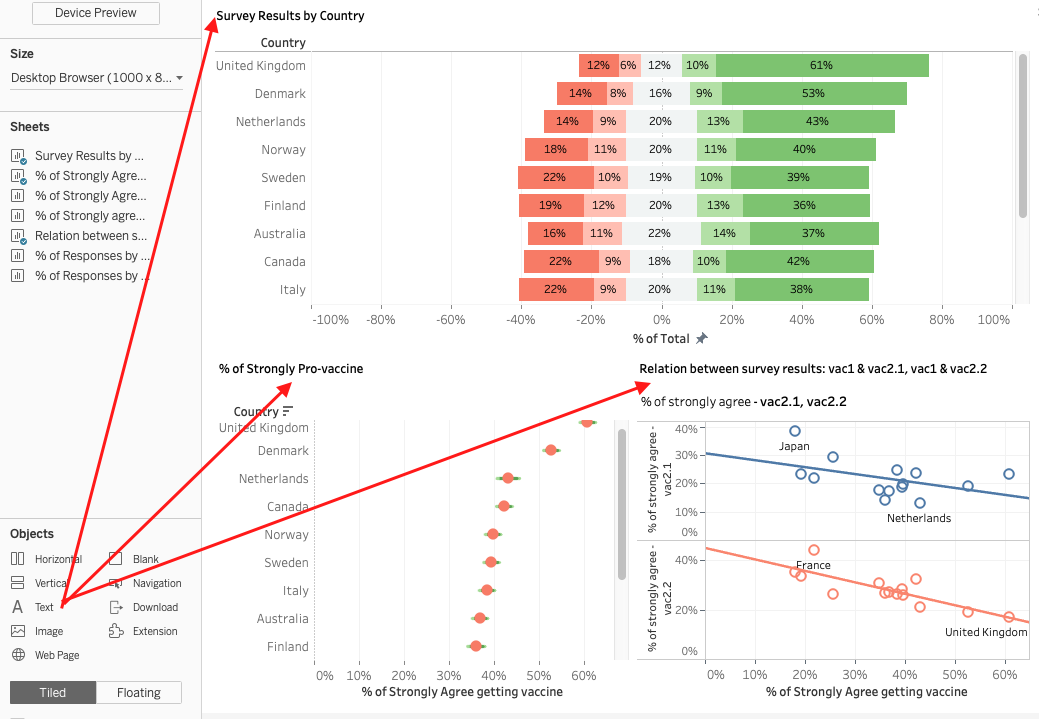 Device Preview
Size
Desktop Browser (1000 x 8...
Sheets
Survey Results by ...
% of Strongly Agre...
% of Strongly Agre...
% of Strongly agre...
Relation between s...
% of Responses by ...
% of Responses by ...
Objects
Horizontal Blank
Vertical Navigation
A Text Download
Image Extension
Web Page
Tiled Floating
Survey Results by Country
Country
United Kingdom 12% 6% 12% 10% 61%
Denmark 14% 8% 16% 9% 53%
Netherlands 14% 9% 20% 13% 43%
Norway 18% 11% 20% 11% 40%
Sweden 22% 10% 19% 10% 39%
Finland 19% 12% 20% 13% 36%
Australia 16% 11% 22% 14% 37%
Canada 22% 9% 18% 10% 42%
Italy 22% 9% 20% 11% 38%
-100% -80% -60% -40% -20% 0% 20% 40% 60% 80% 100%
% of Total
% of Strongly Pro-vaccine
Country
United Kingdom
Denmark
Netherlands
Canada
Norway
Sweden
Italy
Australia
Finland
0% 10% 20% 30% 40% 50% 60%
% of Strongly Agree getting vaccine
Relation between survey results: vac1 & vac2.1, vac1 & vac2.2
% of strongly agree - vac2.1, vac2.2
% of strongly agree -
vac2.1
40%
30%
20%
10%
0%
Japan
Netherlands
% of strongly agree -
vac2.2
40%
20%
0%
France
United Kingdom
0% 10% 20% 30% 40% 50% 60%
% of Strongly Agree getting vaccine